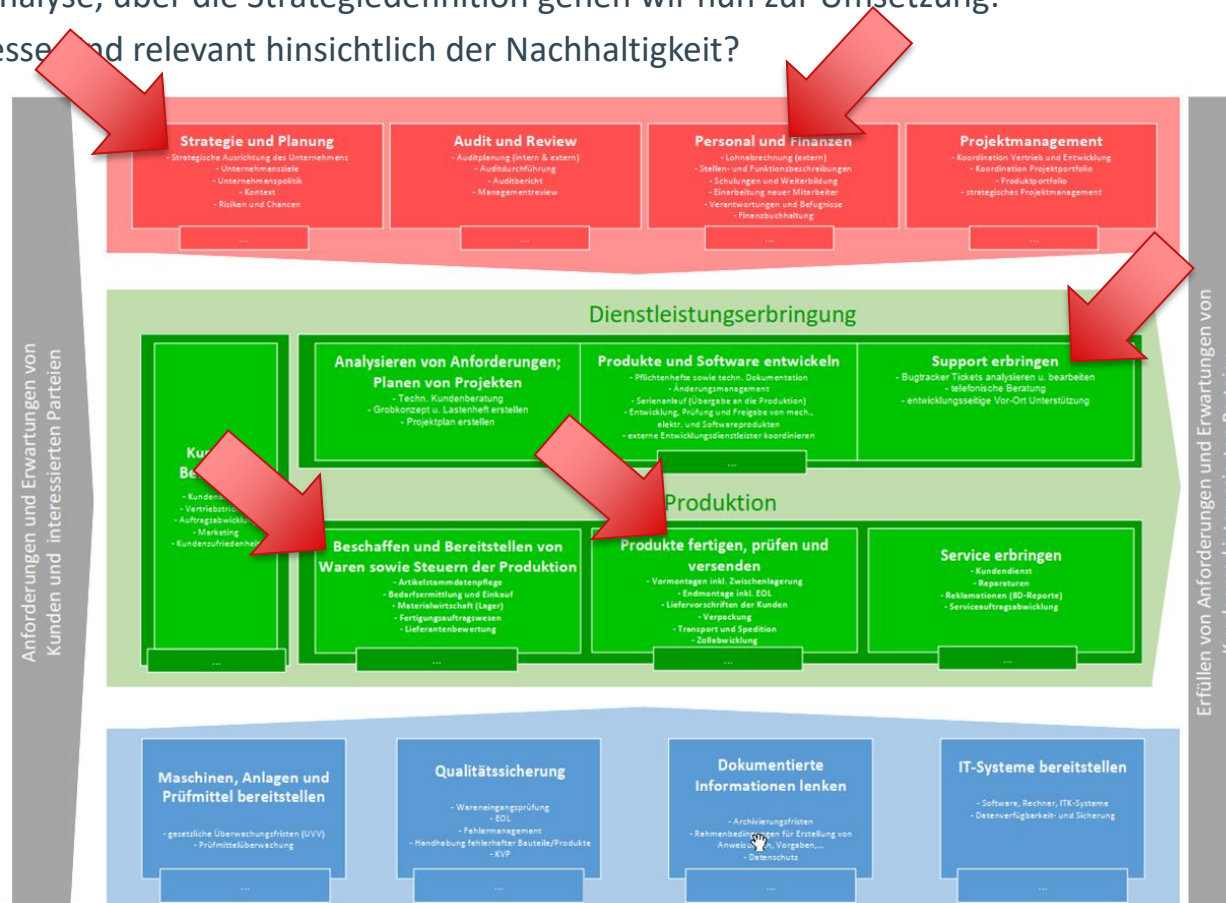 nalyse, über die Strategiedefinition gehen wir nun zur Umsetzung.
relevant hinsichtlich der Nachhaltigkeit?
Anforderungen und Erwartungen von
Kunden und interessierten Parteien
Strategie und Planung
- Strategische Ausrichtung des Unternehmens
- Unternehmensziele
- Unternehmenspolitik
- Kontext
- Risiken und Chancen
...
Audit und Review
- Auditplanung (intern & extern)
- Auditdurchführung
- Auditbericht
- Managementreview
...
Personal und Finanzen
- Lohnabrechnung (extern)
- Stellen- und Funktionsbeschreibungen
- Schulungen und Weiterbildung
- Einarbeitung neuer Mitarbeiter
- Verantwortungen und Befugnisse
- Finanzbuchhaltung
...
Projektmanagement
- Koordination Vertrieb und Entwicklung
- Koordination Projektportfolio
- Produktportfolio
- strategisches Projektmanagement
...
Dienstleistungserbringung
Analysieren von Anforderungen;
Planen von Projekten
- Techn. Kundenberatung
- Grobkonzept u. Lastenheft erstellen
- Projektplan erstellen
Produkte und Software entwickeln
- Pflichtenhefte sowie techn. Dokumentation
- Änderungsmanagement
- Serienanlauf (Übergabe an die Produktion)
- Entwicklung, Prüfung und Freigabe von mech.,
elektr. und Softwareprodukten
- externe Entwicklungsdienstleister koordinieren
...
Support erbringen
- Bugtracker Tickets analysieren u. bearbeiten
- telefonische Beratung
- entwicklungsseitige Vor-Ort Unterstützung
- Auftragsabwicklung
- Marketing
- Kundenzufriedenheit
...
Produktion
Beschaffen und Bereitstellen von
Waren sowie Steuern der Produktion
- Artikelstammdatenpflege
- Bedarfsermittlung und Einkauf
- Materialwirtschaft (Lager)
- Fertigungsauftragswesen
- Lieferantenbewertung
...
Produkte fertigen, prüfen und
versenden
- Vormontagen inkl. Zwischenlagerung
- Endmontage inkl. EOL
- Liefervorschriften der Kunden
- Verpackung
- Transport und Spedition
- Zollabwicklung
...
Service erbringen
- Kundendienst
- Reparaturen
- Reklamationen (8D-Reporte)
- Serviceauftragsabwicklung
...
Maschinen, Anlagen und
Prüfmittel bereitstellen
- gesetzliche Überwachungsfristen (UVV)
- Prüfmittelüberwachung
...
Qualitätssicherung
- Wareneingangsprüfung
- EOL
- Fehlermanagement
- Handhabung fehlerhafter Bauteile/Produkte
- KVP
...
Dokumentierte
Informationen lenken
- Archivierungsfristen
- Rahmenbedingungen für Erstellung von
Vorgaben,...
- Datenschutz
...
IT-Systeme bereitstellen
- Software, Rechner, ITK-Systeme
- Datenverfügbarkeit- und Sicherung
...
Erfüllen von Anforderungen und Erwartungen von